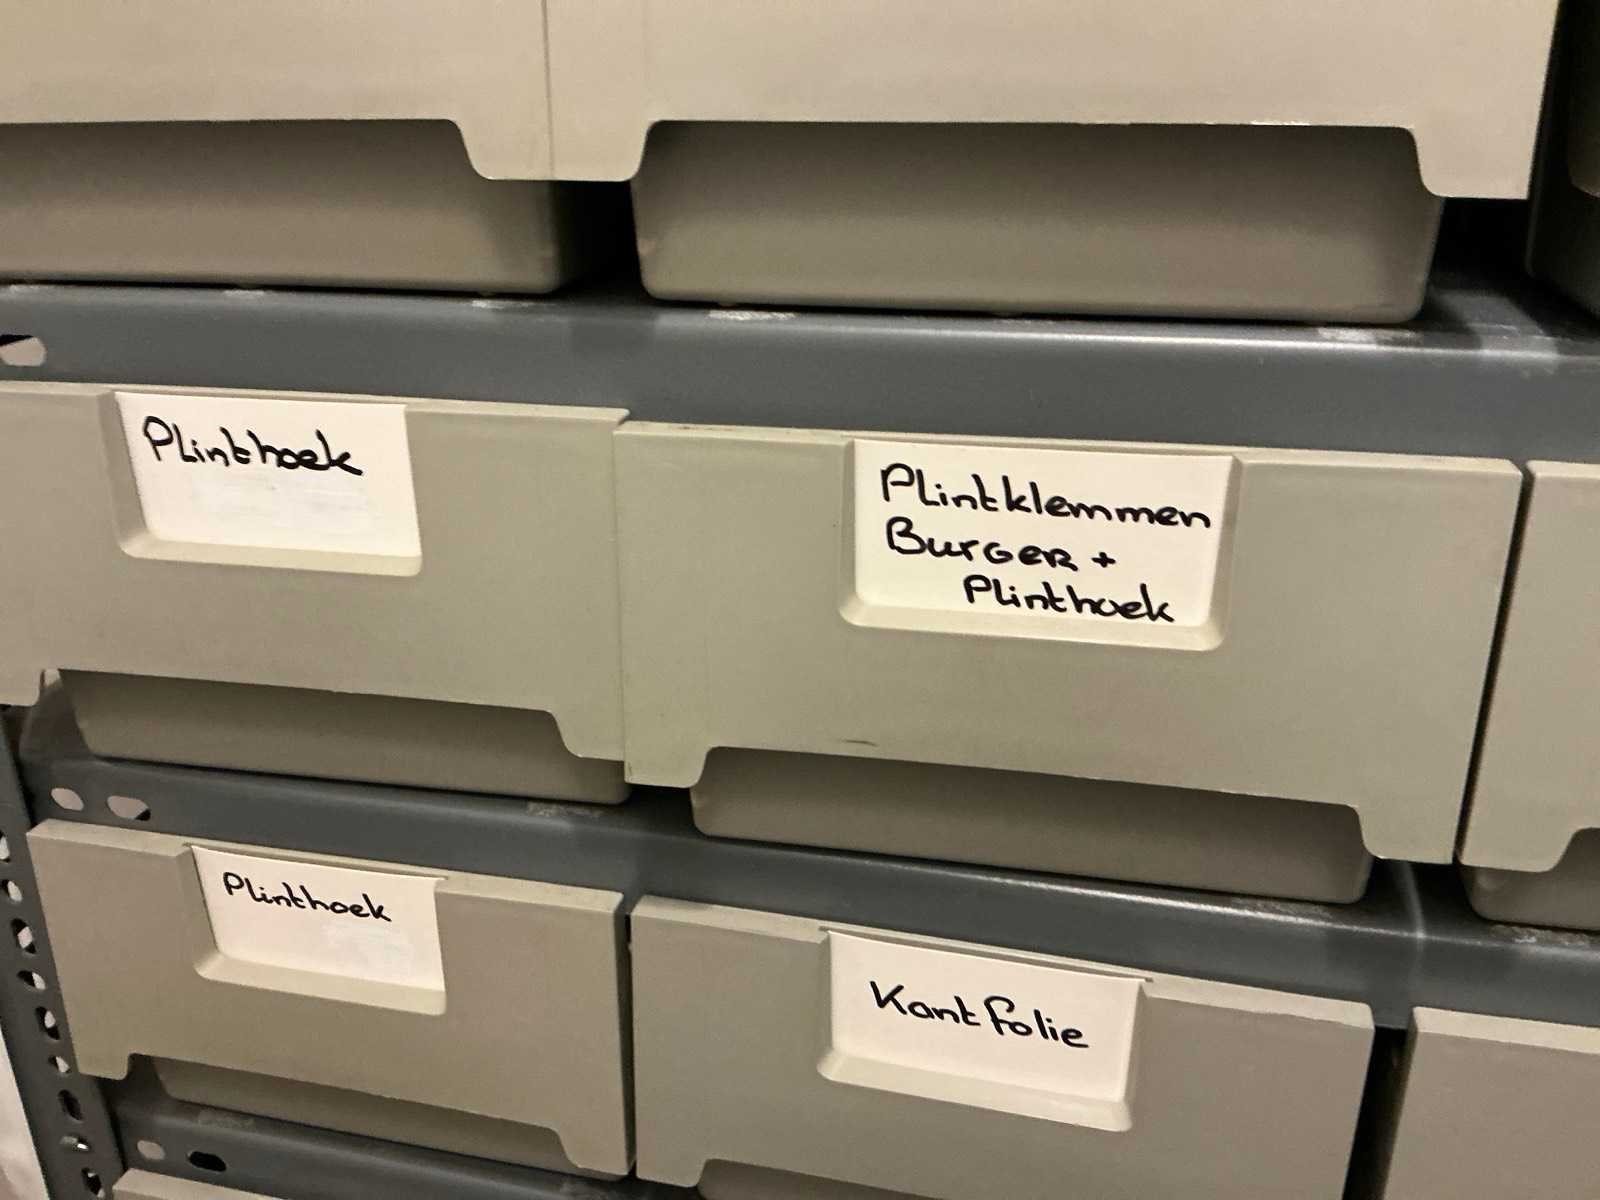 Plinthoek
Plintklemmen
Burger +
Plinthoek
Plinthoek
Kantfolie